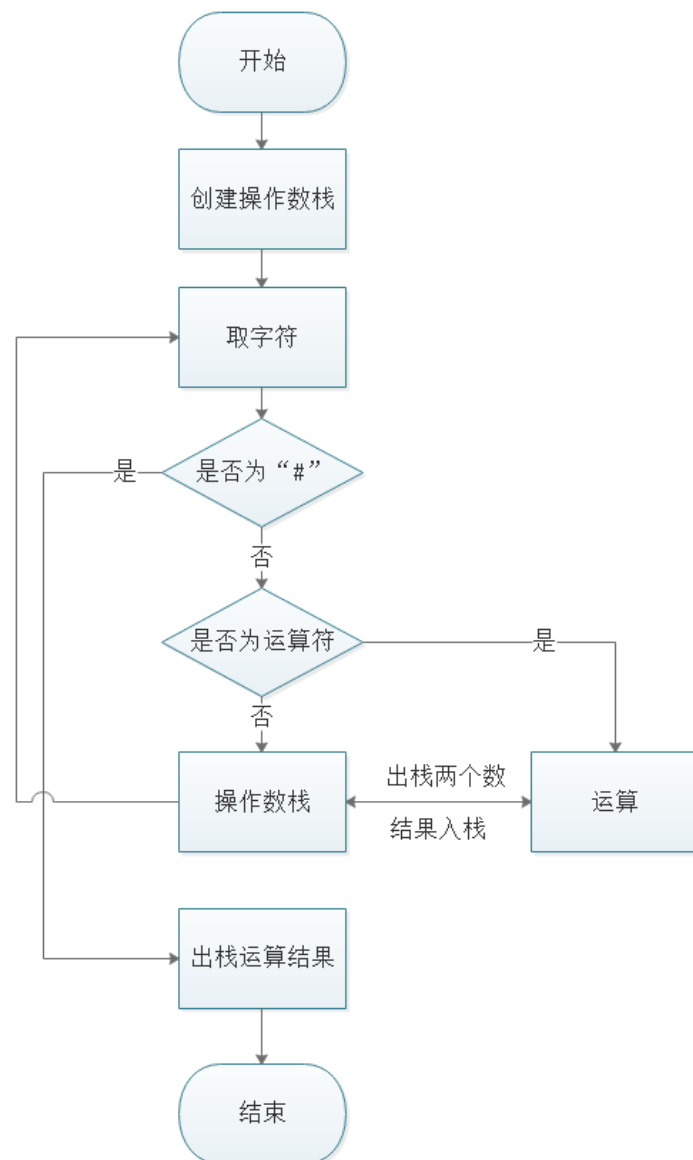 开始
创建操作数栈
取字符
是否为“#”
是
否
是否为运算符
是
否
操作数栈
出栈两个数
结果入栈
运算
出栈运算结果
结束